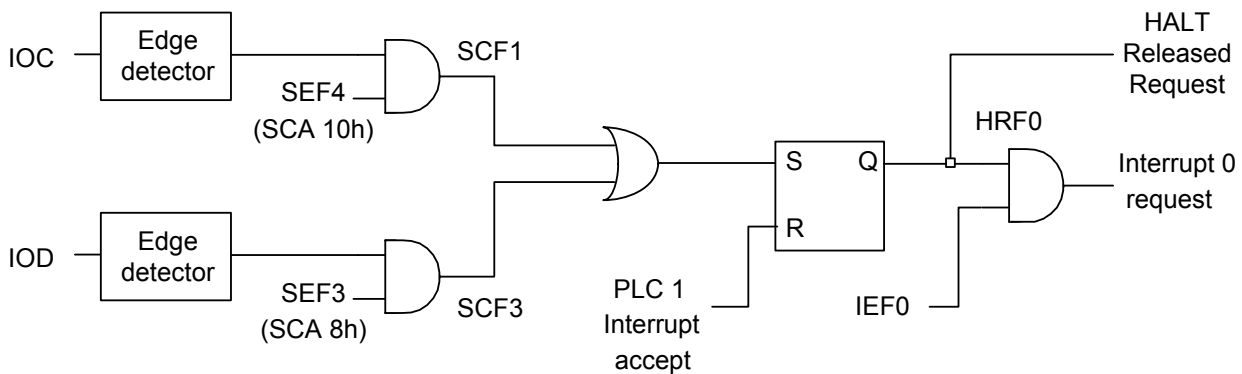 HALT
Released
Request
IOC
Edge
detector
SCF1
SEF4
(SCA 10h)
HRF0
S
Q
Interrupt 0
request
R
IOD
Edge
detector
SEF3
(SCA 8h)
SCF3
PLC 1
Interrupt
accept
IEF0